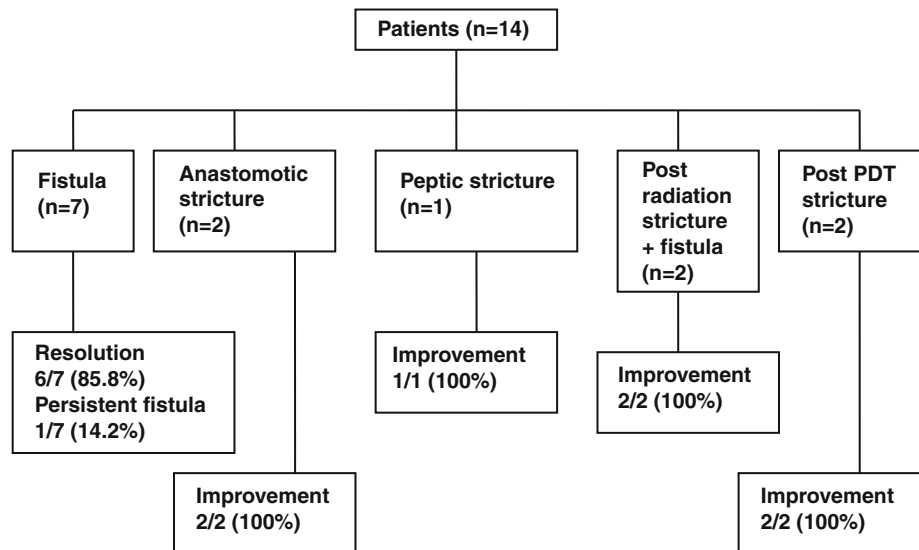 Patients (n=14)
Fistula
(n=7)
Anastomotic
stricture
(n=2)
Peptic stricture
(n=1)
Post
radiation
stricture
+ fistula
(n=2)
Post PDT
stricture
(n=2)
Resolution
6/7 (85.8%)
Persistent fistula
1/7 (14.2%)
Improvement
2/2 (100%)
Improvement
1/1 (100%)
Improvement
2/2 (100%)
Improvement
2/2 (100%)